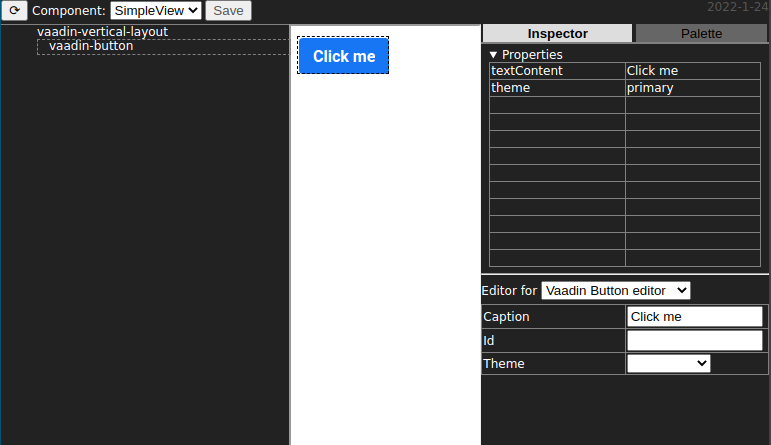 ⟳ Component: SimpleView Save 2022-1-24
vaadin-vertical-layout
vaadin-button
Click me
Inspector Palette
▼ Properties
textContent Click me
theme primary
Editor for Vaadin Button editor
Caption Click me
Id
Theme